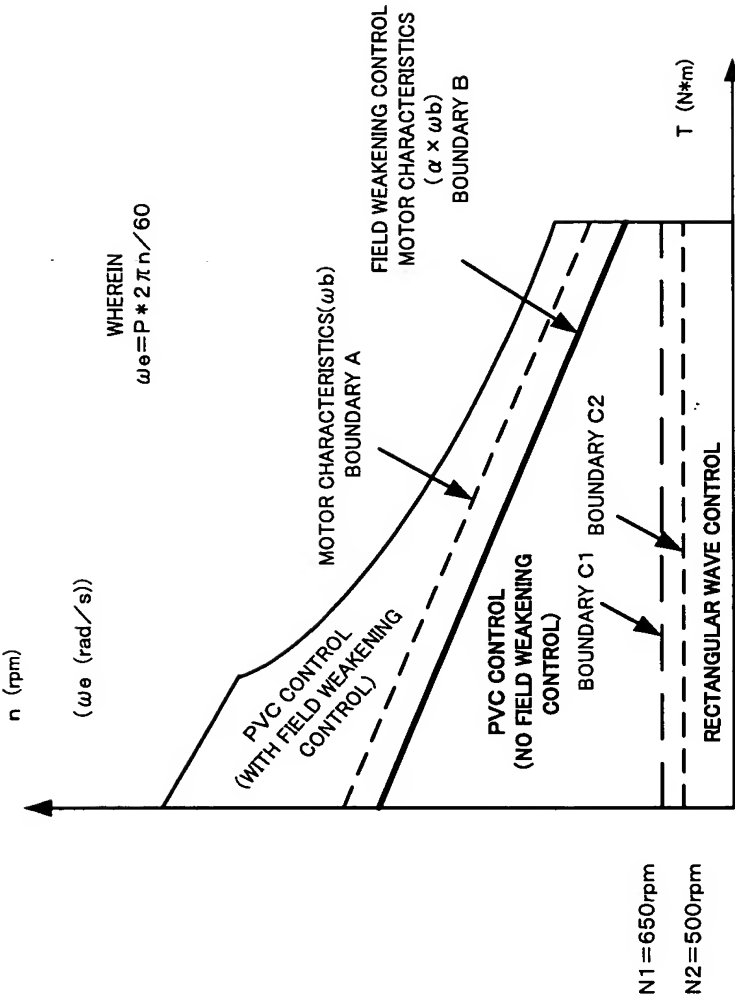 n (rpm)
(ωe (rad/s))
WHEREIN
ωe=P*2πn/60
MOTOR CHARACTERISTICS(ωb)
BOUNDARY A
FIELD WEAKENING CONTROL
MOTOR CHARACTERISTICS
(α×ωb)
BOUNDARY B
PVC CONTROL
(WITH FIELD WEAKENING
CONTROL)
PVC CONTROL
(NO FIELD WEAKENING
CONTROL)
BOUNDARY C1
BOUNDARY C2
RECTANGULAR WAVE CONTROL
T (N*m)
N1=650rpm
N2=500rpm